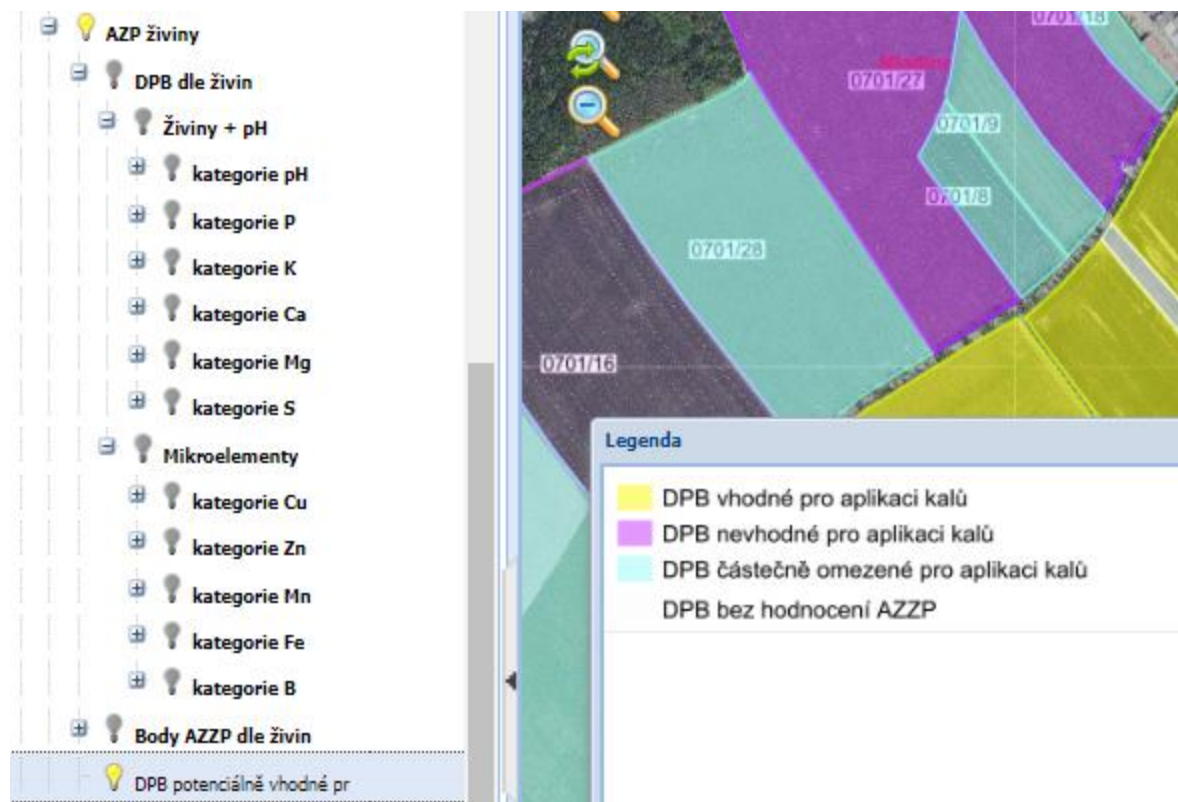 AZP živiny
DPB dle živin
Živiny + pH
kategorie pH
kategorie P
kategorie K
kategorie Ca
kategorie Mg
kategorie S
Mikroelementy
kategorie Cu
kategorie Zn
kategorie Mn
kategorie Fe
kategorie B
Body AZZP dle živin
DPB potenciálně vhodné pr
0701/18
0701/27
0701/9
0701/8
0701/28
0701/16
Legenda
DPB vhodné pro aplikaci kalů
DPB nevhodné pro aplikaci kalů
DPB částečně omezené pro aplikaci kalů
DPB bez hodnocení AZZP